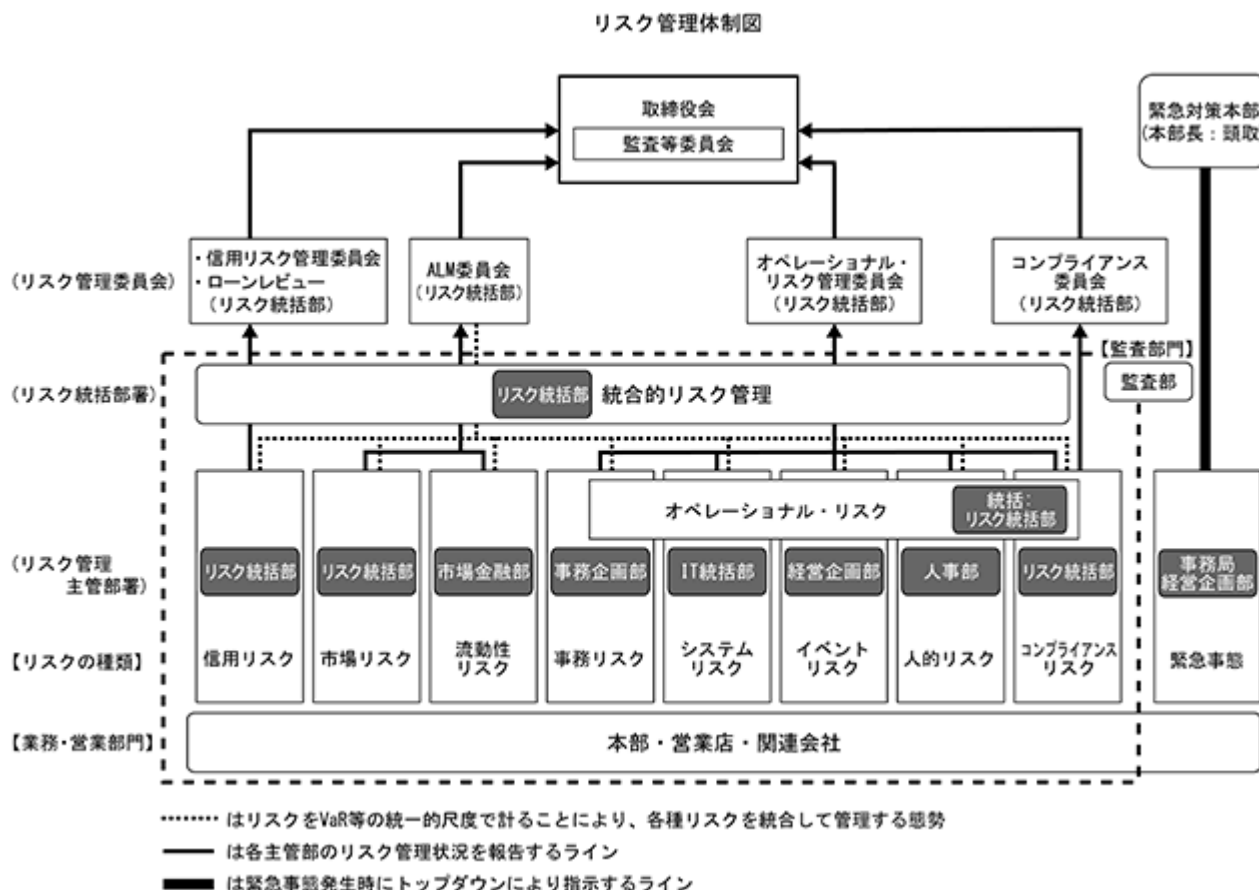 リスク管理体制図
取締役会
監査等委員会
緊急対策本部
(本部長：頭取
(リスク管理委員会)
・信用リスク管理委員会
・ローンレビュー
(リスク統括部)
ALM委員会
(リスク統括部)
オペレーショナル・
リスク管理委員会
(リスク統括部)
コンプライアンス
委員会
(リスク統括部)
【監査部門】
監査部
(リスク統括部署)
リスク統括部 統合的リスク管理
オペレーショナル・リスク
統括：
リスク統括部
(リスク管理
主管部署)
リスク統括部
リスク統括部
市場金融部
事務企画部
IT統括部
経営企画部
人事部
リスク統括部
事務局
経営企画部
【リスクの種類】
信用リスク
市場リスク
流動性
リスク
事務リスク
システム
リスク
イベント
リスク
人的リスク
コンプライアンス
リスク
緊急事態
【業務・営業部門】
本部・営業店・関連会社
はリスクをVaR等の統一的尺度で計ることにより、各種リスクを統合して管理する態勢
は各主管部のリスク管理状況を報告するライン
は緊急事態発生時にトップダウンにより指示するライン